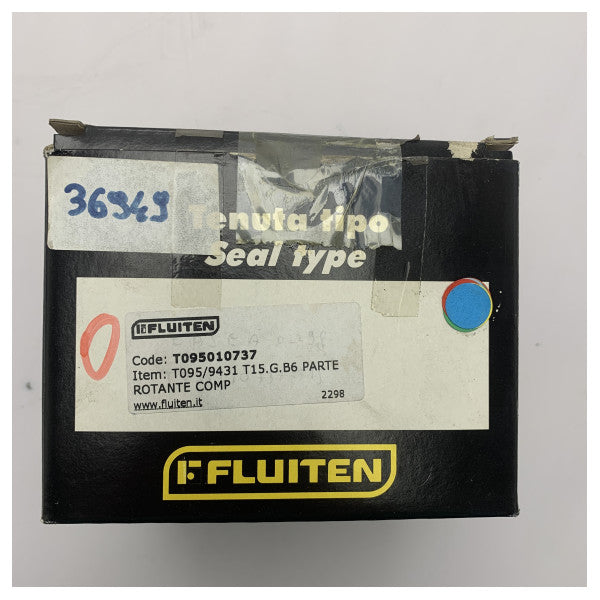 36949
Tenuta tipo
Seal type
FLUITEN
Code: T095010737
Item: T095/9431 T15.G.B6 PARTE
ROTANTE COMP
www.fluiten.it 2298
FLUITEN